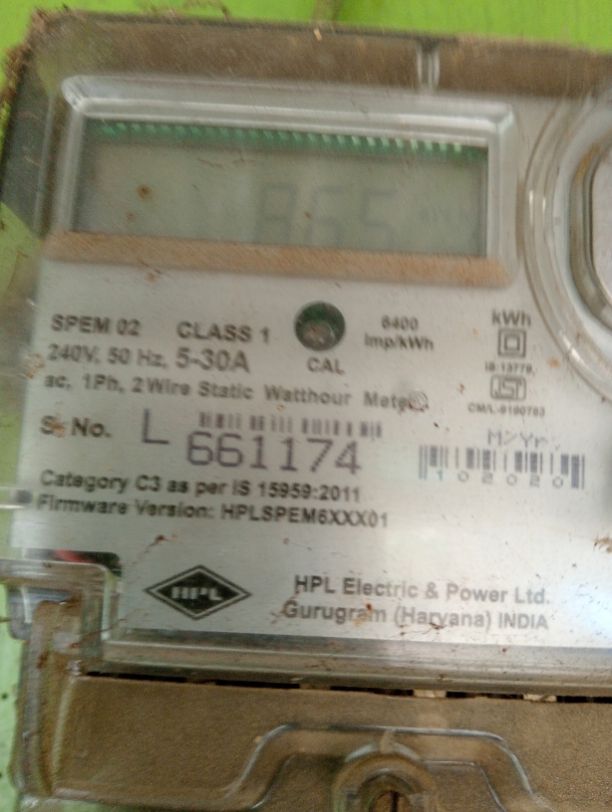 865
SPEM 02 CLASS 1
6400
imp/kWh
kWh
240V, 50 Hz, 5-30A
CAL
IS:13779,
ac, 1Ph, 2 Wire Static Watthour Meter
S. No. L 661174
M/Yr.
102020
Category C3 as per IS 15959:2011
Firmware Version: HPLSPEM6XXX01
HPL
HPL Electric & Power Ltd.
Gurugram (Haryana) INDIA